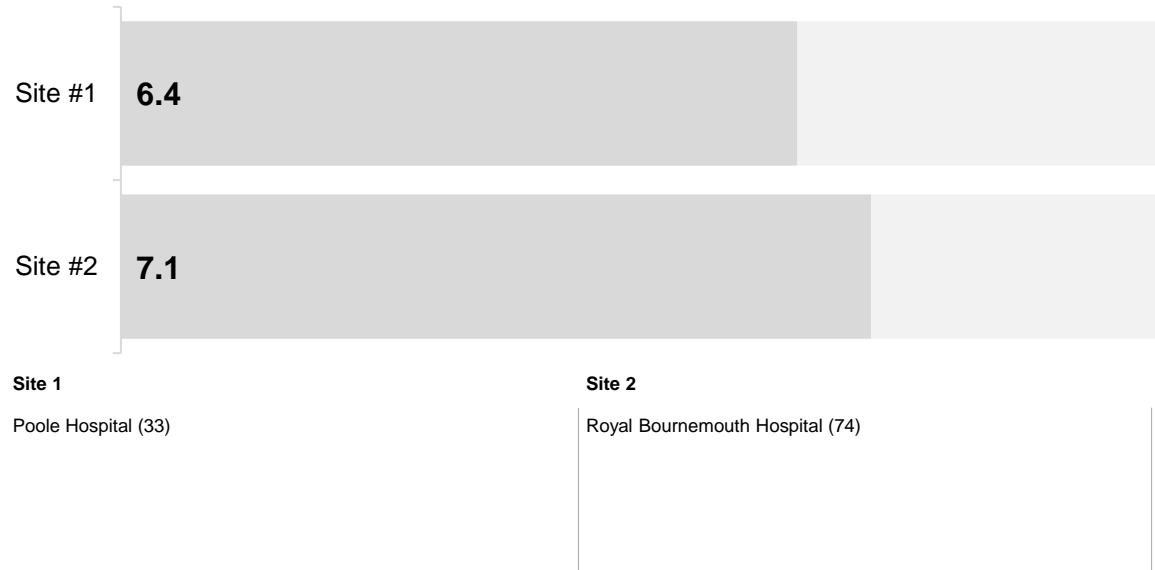 Site #1 6.4
Site #2 7.1
Site 1
Poole Hospital (33)
Site 2
Royal Bournemouth Hospital (74)